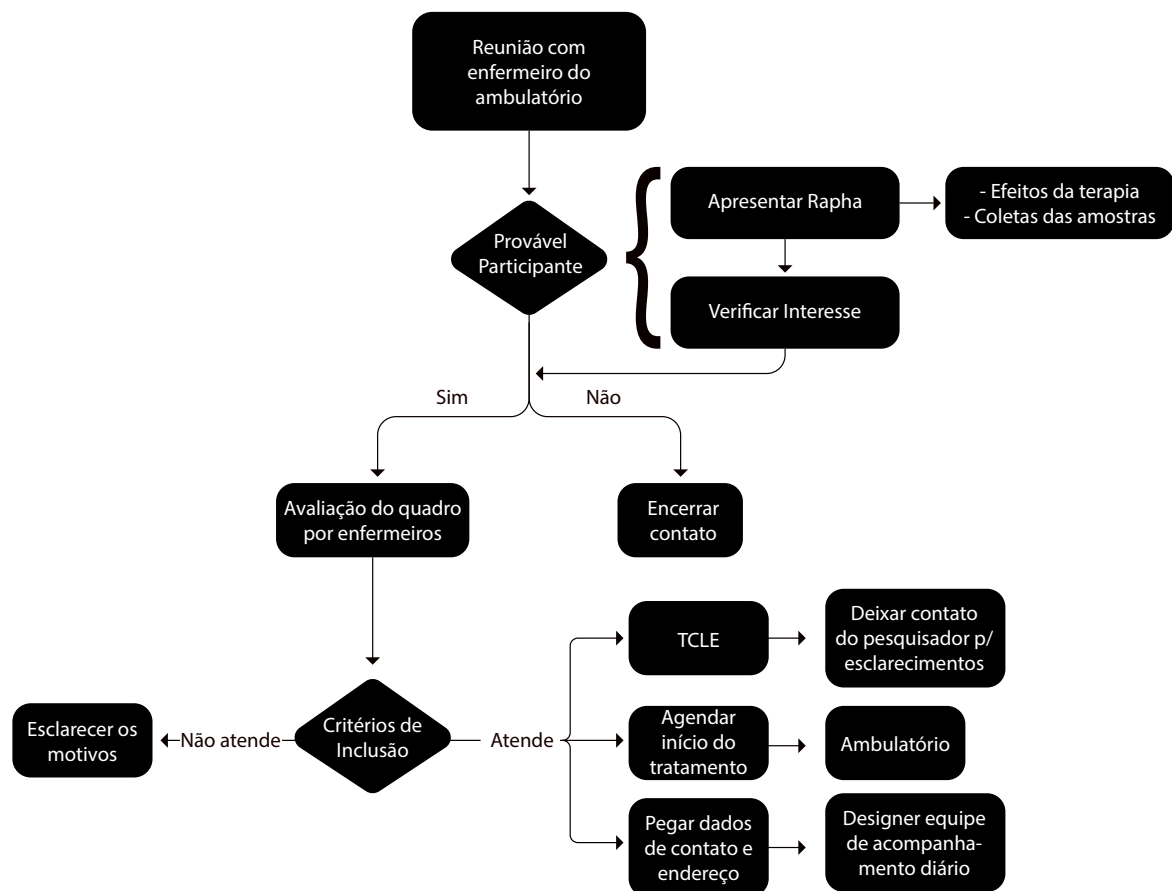 Reunião com
enfermeiro do
ambulatório
Provável
Participante
Apresentar Rapha
- Efeitos da terapia
- Coletas das amostras
Verificar Interesse
Sim
Não
Avaliação do quadro
por enfermeiros
Encerrar
contato
Critérios de
Inclusão
Não atende
Esclarecer os
motivos
Atende
TCLE
Deixar contato
do pesquisador p/
esclarecimentos
Agendar
início do
tratamento
Ambulatório
Pegar dados
de contato e
endereço
Designer equipe
de acompanha-
mento diário